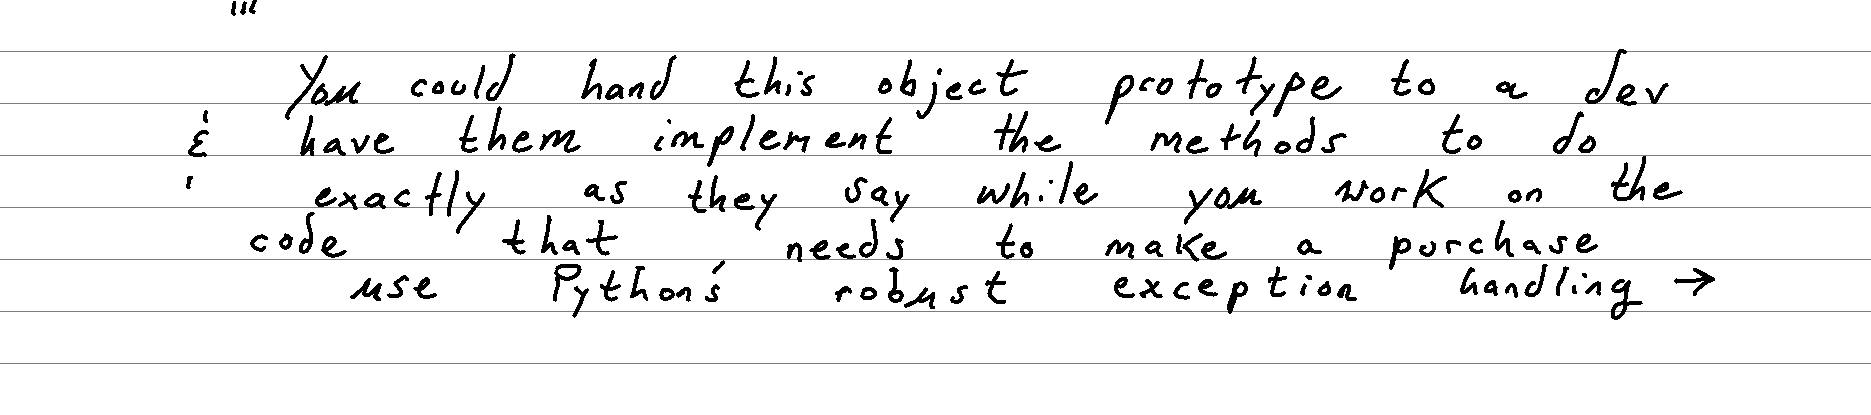 "'
You could hand this object prototype to a dev
& have them implement the methods to do
' exactly as they say while you work on the
code that needs to make a purchase
use Python's robust exception handling →